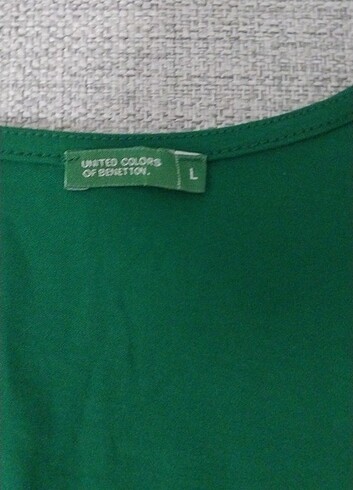 UNITED COLORS
OF BENETTON.
L